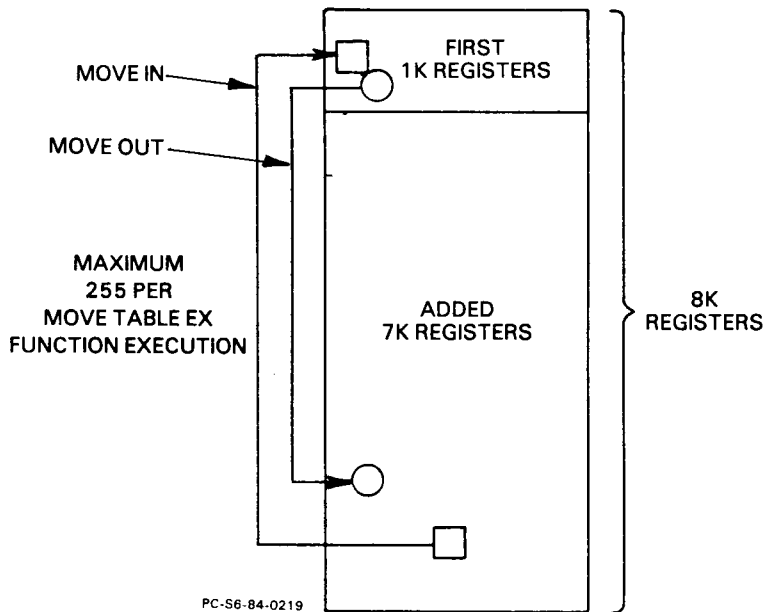 FIRST
1K REGISTERS
MOVE IN
MOVE OUT
MAXIMUM
255 PER
MOVE TABLE EX
FUNCTION EXECUTION
ADDED
7K REGISTERS
8K
REGISTERS
PC-S6-84-0219